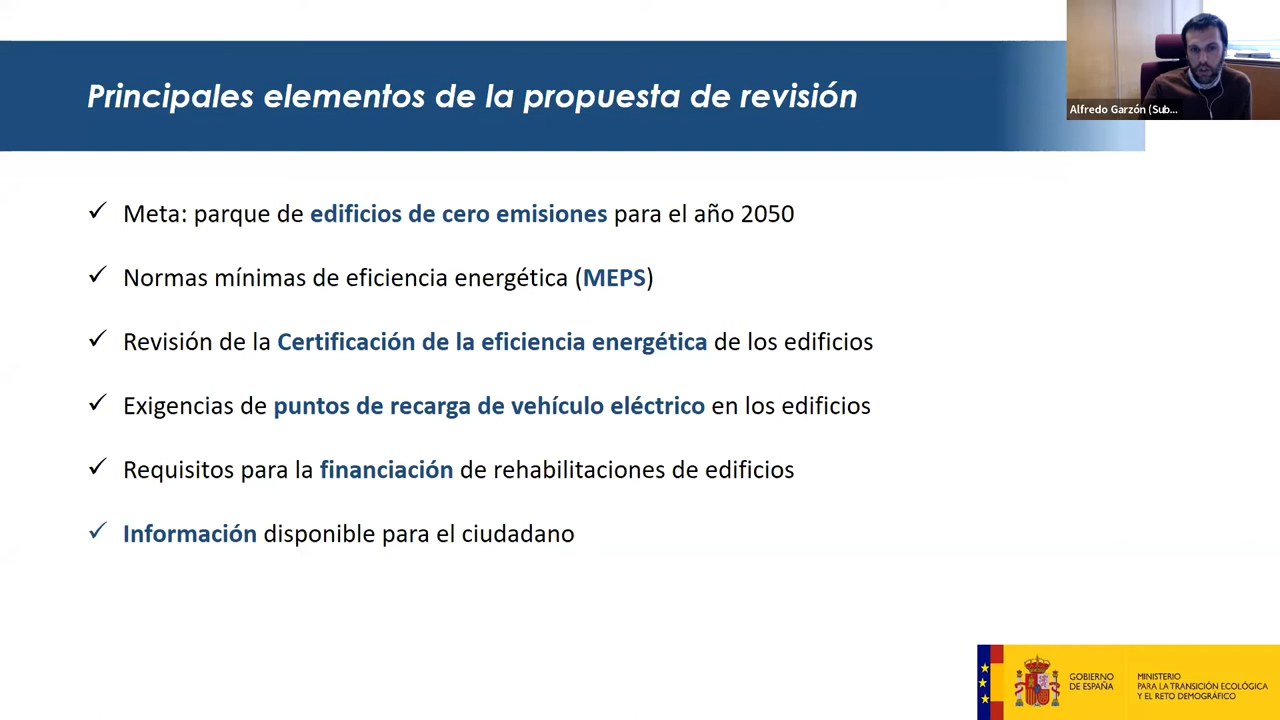 Principales elementos de la propuesta de revisión
Alfredo Garzón (Sub...
✓ Meta: parque de edificios de cero emisiones para el año 2050
✓ Normas mínimas de eficiencia energética (MEPS)
✓ Revisión de la Certificación de la eficiencia energética de los edificios
✓ Exigencias de puntos de recarga de vehículo eléctrico en los edificios
✓ Requisitos para la financiación de rehabilitaciones de edificios
✓ Información disponible para el ciudadano
GOBIERNO
DE ESPAÑA
MINISTERIO
PARA LA TRANSICIÓN ECOLÓGICA
Y EL RETO DEMOGRÁFICO